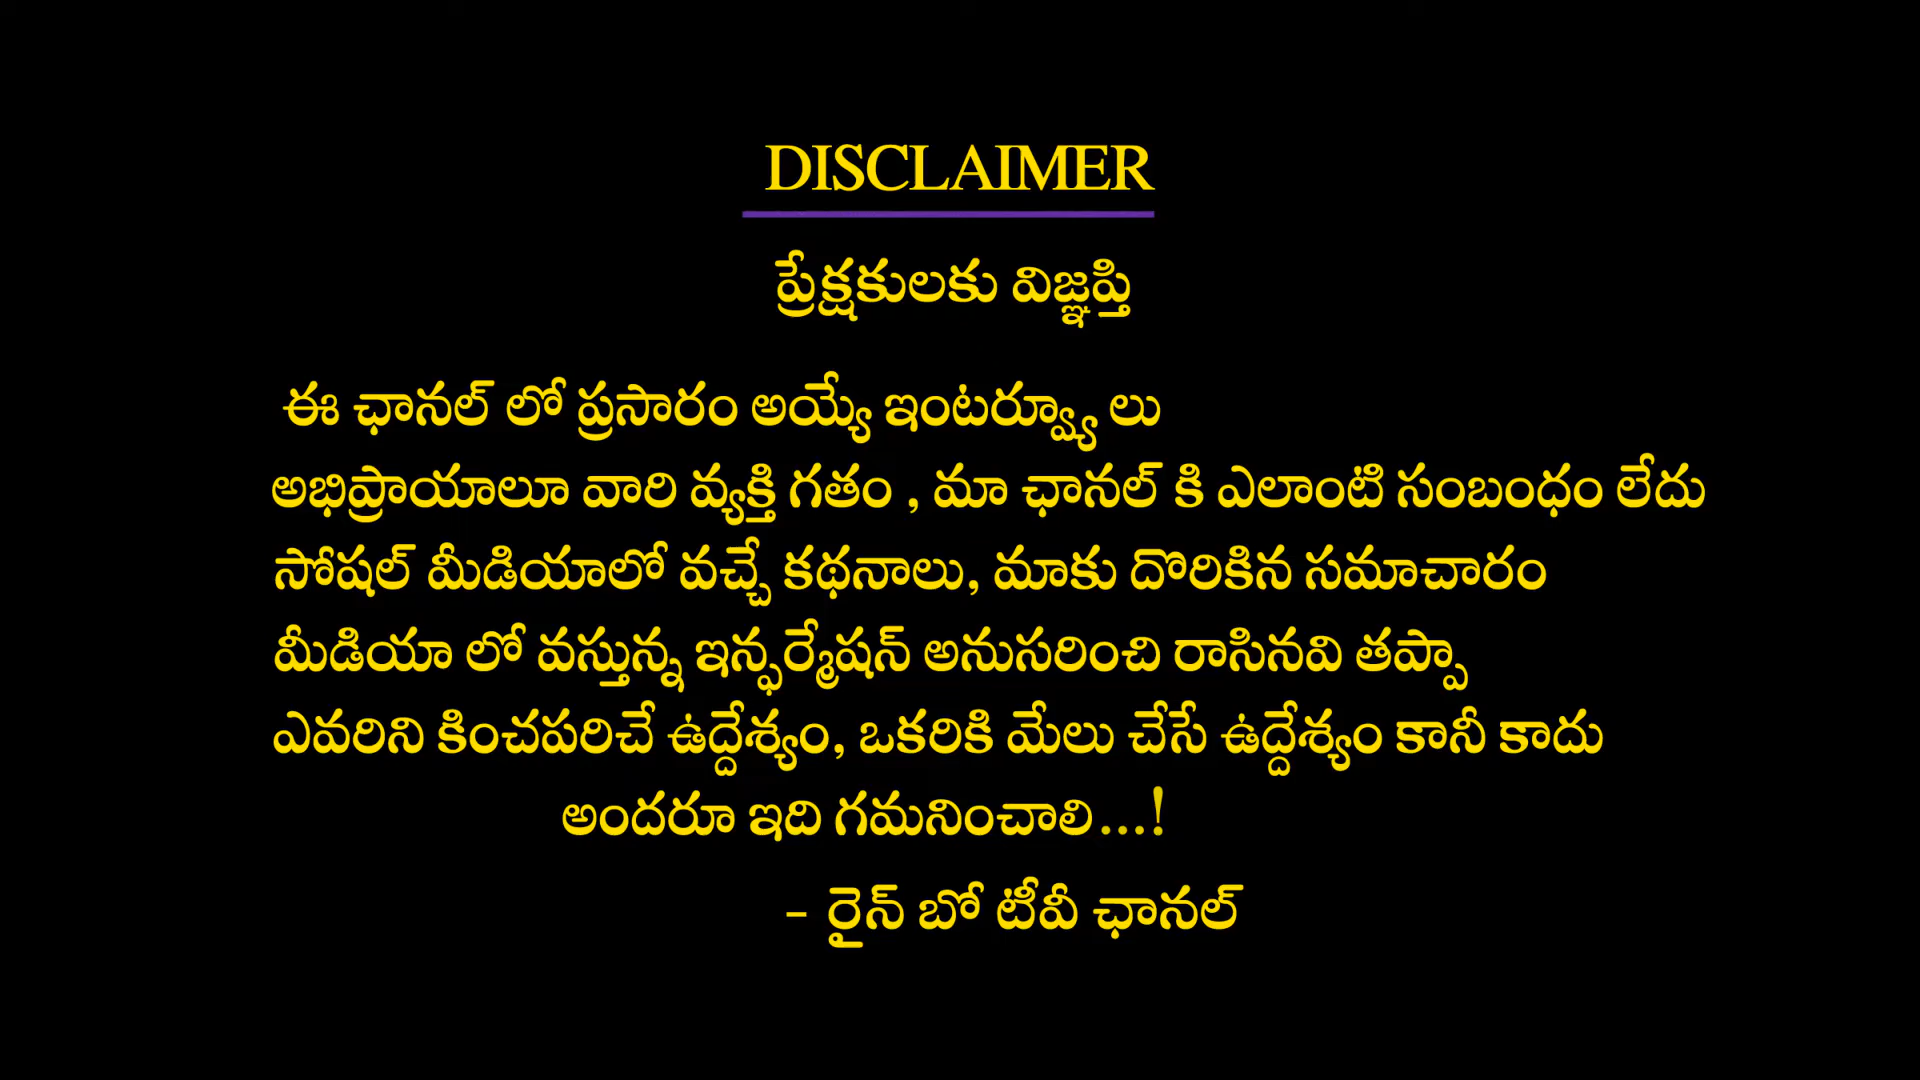 DISCLAIMER
ప్రేక్షకులకు విజ్ఞప్తి
ఈ ఛానల్ లో ప్రసారం అయ్యే ఇంటర్వ్యూ లు
అభిప్రాయాలూ వారి వ్యక్తి గతం , మా ఛానల్ కి ఎలాంటి సంబంధం లేదు
సోషల్ మీడియాలో వచ్చే కథనాలు, మాకు దొరికిన సమాచారం
మీడియా లో వస్తున్న ఇన్ఫర్మేషన్ అనుసరించి రాసినవి తప్పా
ఎవరిని కించపరిచే ఉద్దేశ్యం, ఒకరికి మేలు చేసే ఉద్దేశ్యం కానీ కాదు
అందరూ ఇది గమనించాలి...!
- రైన్ బో టీవీ ఛానల్